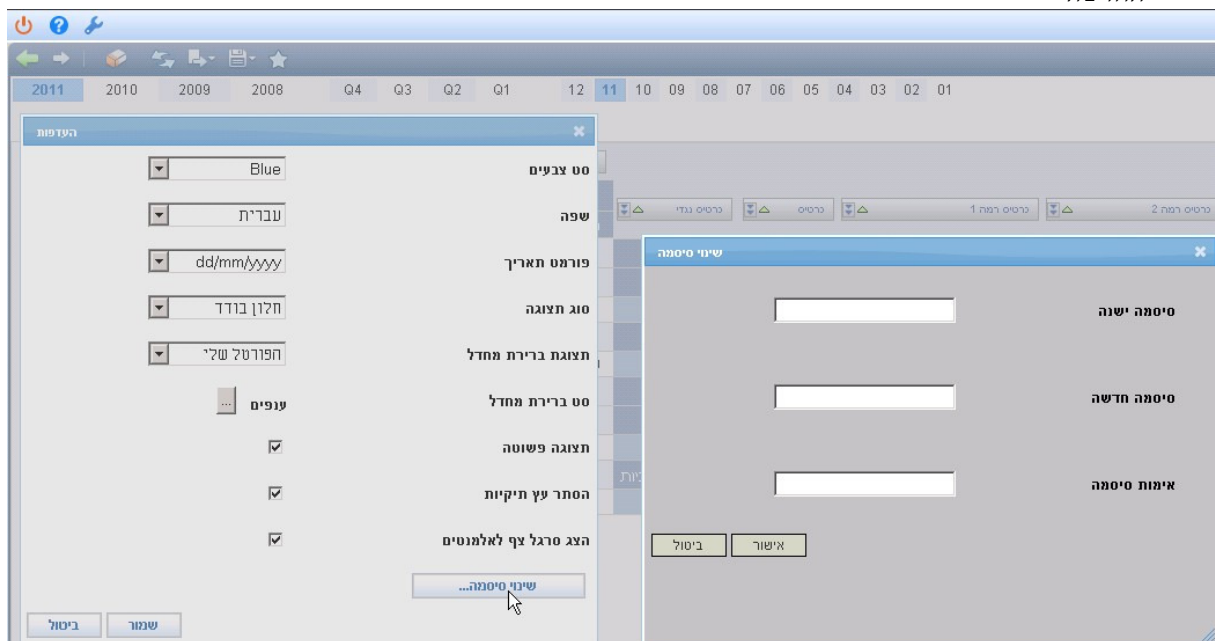 2011 2010 2009 2008 Q4 Q3 Q2 Q1 12 11 10 09 08 07 06 05 04 03 02 01
העדפות
סט צבעים Blue
שפה עברית
פורמט תאריך dd/mm/yyyy
סוג תצוגה חלון בודד
תצוגת ברירת מחדל הפורטל שלי
סט ברירת מחדל ענפים ...
תצוגה פשוטה
הסתר עץ תיקיות
הצג סרגל צף לאלמנטים
שינוי סיסמה...
שמור ביטול
כרטיס רמה 2 כרטיס רמה 1 כרטיס כרטיס נגדי
שינוי סיסמה
סיסמה ישנה
סיסמה חדשה
אימות סיסמה
אישור ביטול